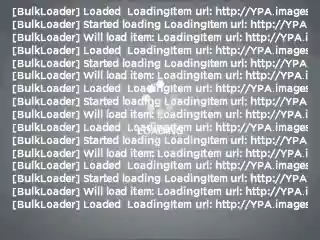 [BulkLoader] Loaded LoadingItem url: http://YPA.images
[BulkLoader] Started loading LoadingItem url: http://YPA
[BulkLoader] Will load item: LoadingItem url: http://YPA.i
[BulkLoader] Loaded LoadingItem url: http://YPA.images
[BulkLoader] Started loading LoadingItem url: http://YPA
[BulkLoader] Will load item: LoadingItem url: http://YPA.i
[BulkLoader] Loaded LoadingItem url: http://YPA.images
[BulkLoader] Started loading LoadingItem url: http://YPA
[BulkLoader] Will load item: LoadingItem url: http://YPA.i
[BulkLoader] Loaded LoadingItem url: http://YPA.images
LOADING
[BulkLoader] Started loading LoadingItem url: http://YPA
[BulkLoader] Will load item: LoadingItem url: http://YPA.i
[BulkLoader] Loaded LoadingItem url: http://YPA.images
[BulkLoader] Started loading LoadingItem url: http://YPA
[BulkLoader] Will load item: LoadingItem url: http://YPA.i
[BulkLoader] Loaded LoadingItem url: http://YPA.images